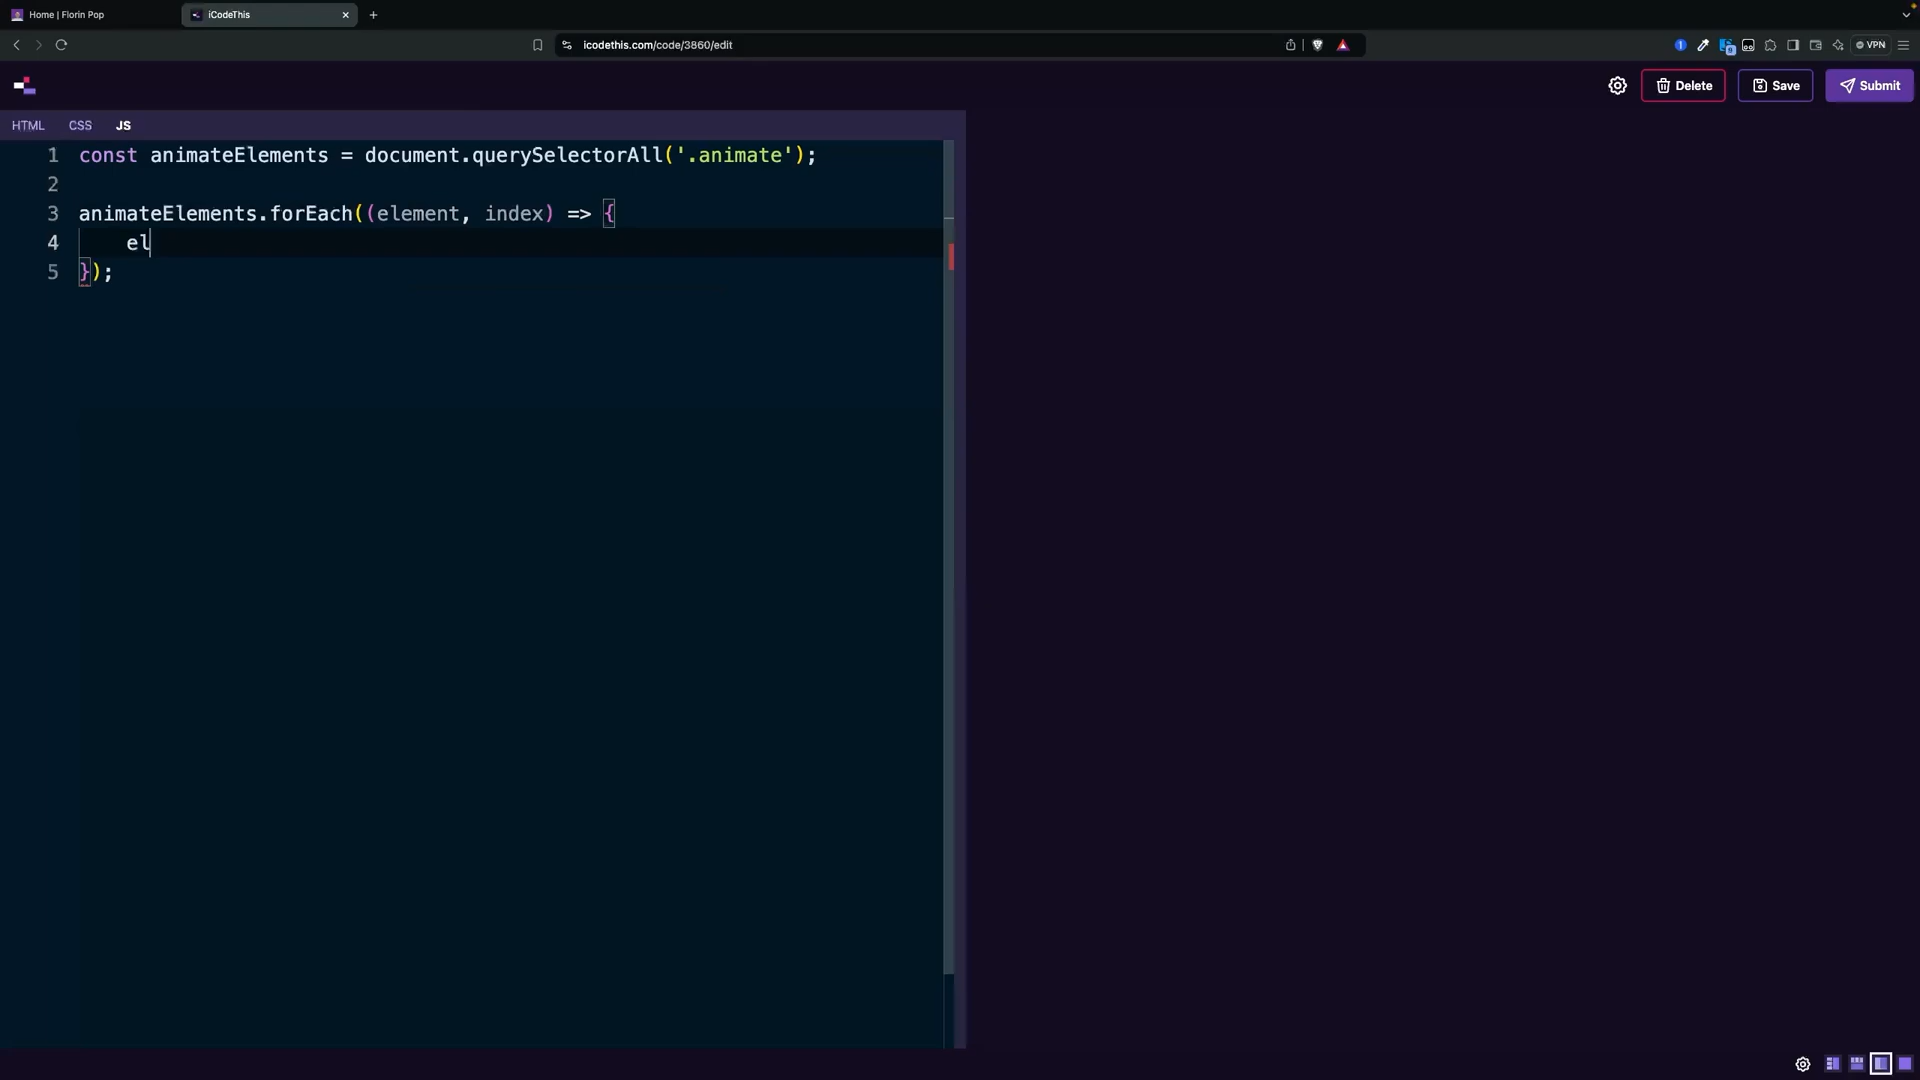 Home | Florin Pop
iCodeThis
icodethis.com/code/3860/edit
VPN
Delete
Save
Submit
HTML
CSS
JS
1 const animateElements = document.querySelectorAll('.animate');
2
3 animateElements.forEach((element, index) => {
4 el
5 });